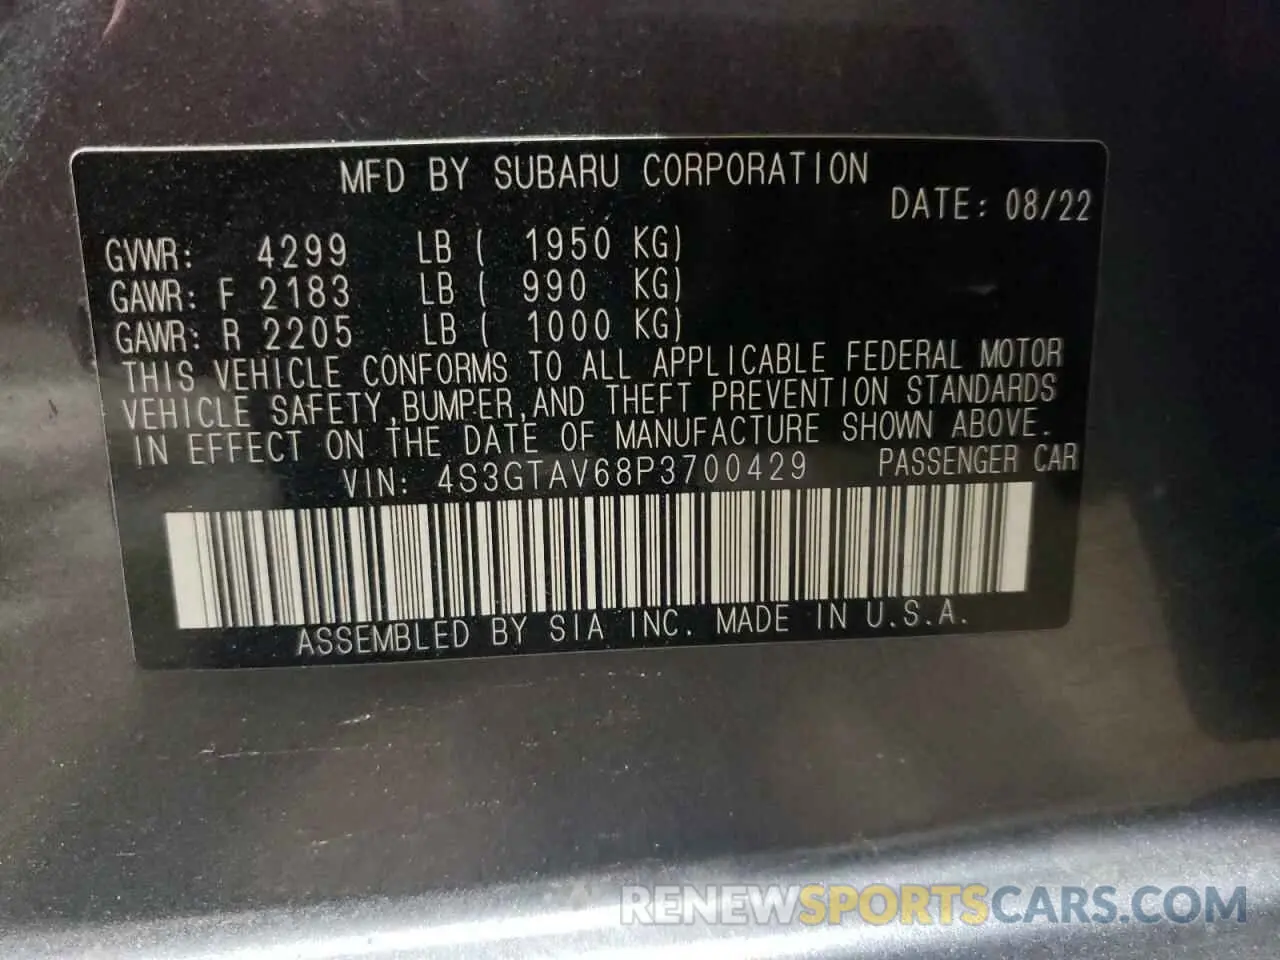 MFD BY SUBARU CORPORATION
DATE: 08/22
GVWR: 4299 LB ( 1950 KG)
GAWR: F 2183 LB ( 990 KG)
GAWR: R 2205 LB ( 1000 KG)
THIS VEHICLE CONFORMS TO ALL APPLICABLE FEDERAL MOTOR
VEHICLE SAFETY,BUMPER,AND THEFT PREVENTION STANDARDS
IN EFFECT ON THE DATE OF MANUFACTURE SHOWN ABOVE.
VIN: 4S3GTAV68P3700429 PASSENGER CAR
ASSEMBLED BY SIA INC. MADE IN U.S.A.
RENEWSPORTSCARS.COM